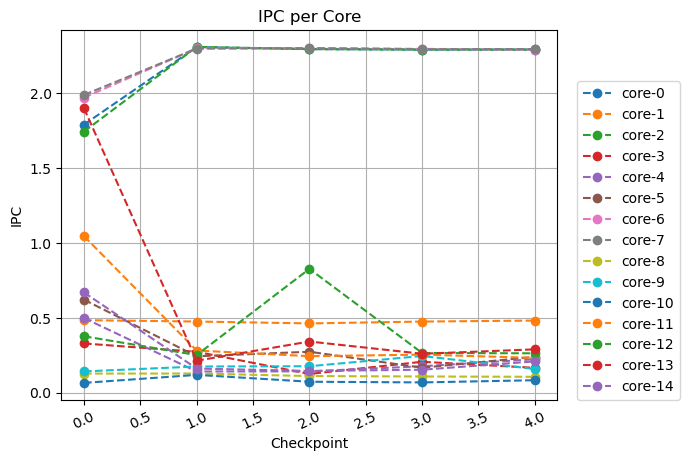 IPC per Core
IPC
2.0
1.5
1.0
0.5
0.0
0.0 0.5 1.0 1.5 2.0 2.5 3.0 3.5 4.0
Checkpoint
core-0
core-1
core-2
core-3
core-4
core-5
core-6
core-7
core-8
core-9
core-10
core-11
core-12
core-13
core-14